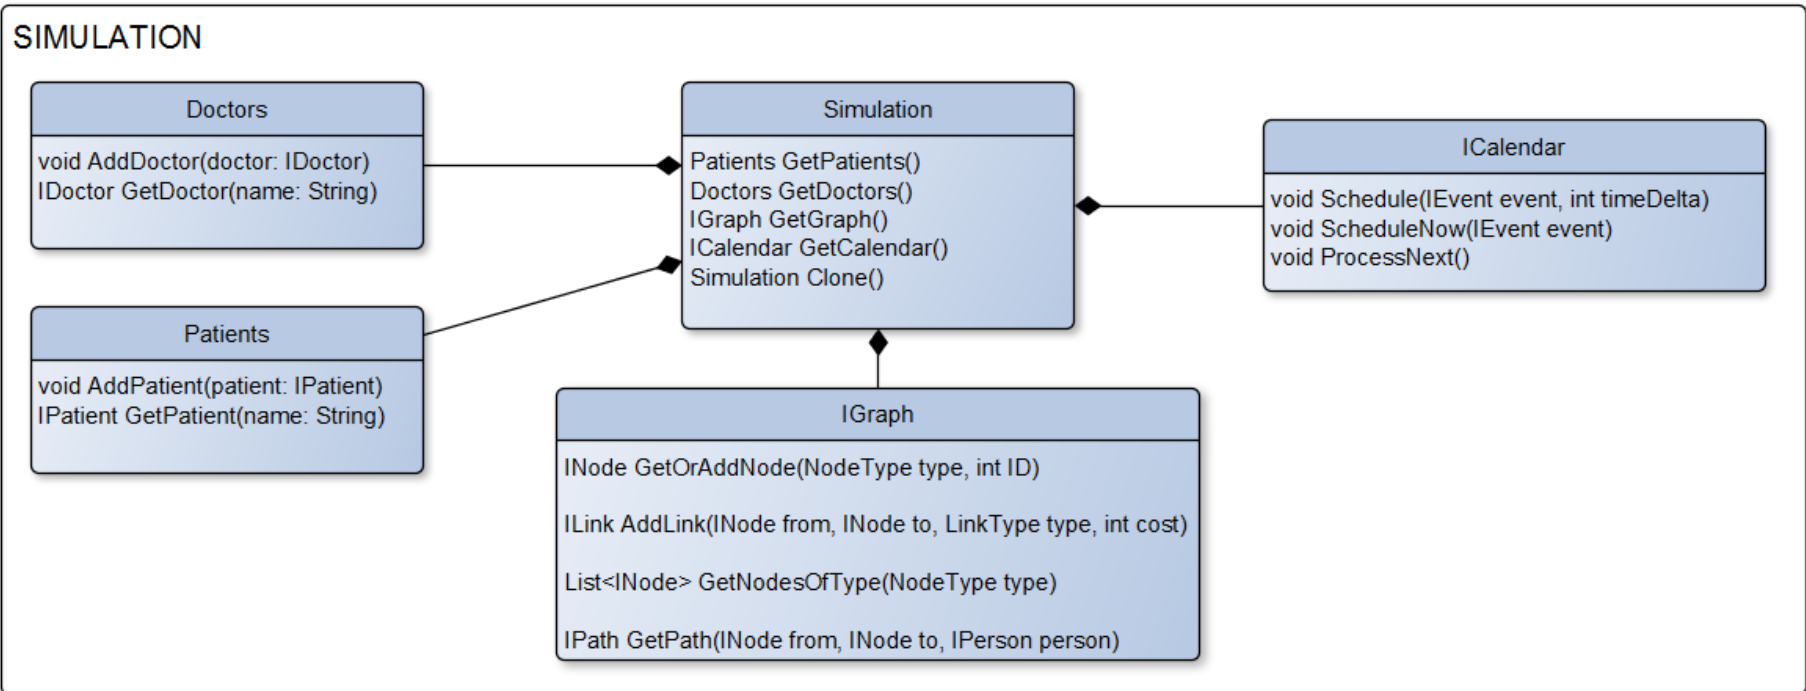 SIMULATION
Doctors
void AddDoctor(doctor: IDoctor)
IDoctor GetDoctor(name: String)
Patients
void AddPatient(patient: IPatient)
IPatient GetPatient(name: String)
Simulation
Patients GetPatients()
Doctors GetDoctors()
IGraph GetGraph()
ICalendar GetCalendar()
Simulation Clone()
ICalendar
void Schedule(IEvent event, int timeDelta)
void ScheduleNow(IEvent event)
void ProcessNext()
IGraph
INode GetOrAddNode(NodeType type, int ID)
ILink AddLink(INode from, INode to, LinkType type, int cost)
List<INode> GetNodesOfType(NodeType type)
IPath GetPath(INode from, INode to, IPerson person)